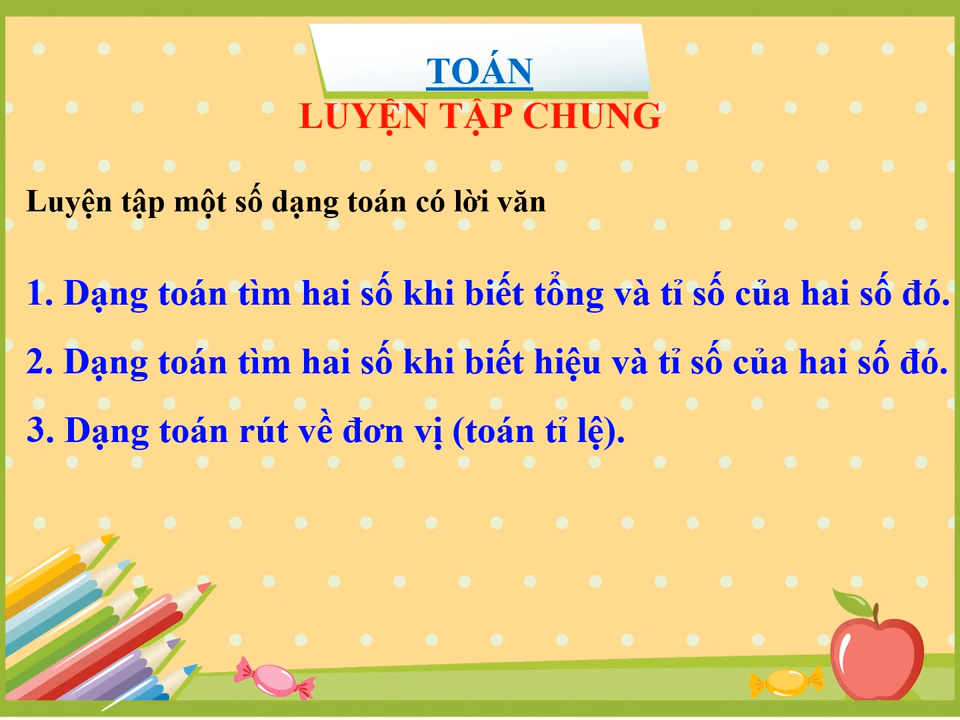 TOÁN
LUYỆN TẬP CHUNG
Luyện tập một số dạng toán có lời văn
1. Dạng toán tìm hai số khi biết tổng và tỉ số của hai số đó.
2. Dạng toán tìm hai số khi biết hiệu và tỉ số của hai số đó.
3. Dạng toán rút về đơn vị (toán tỉ lệ).